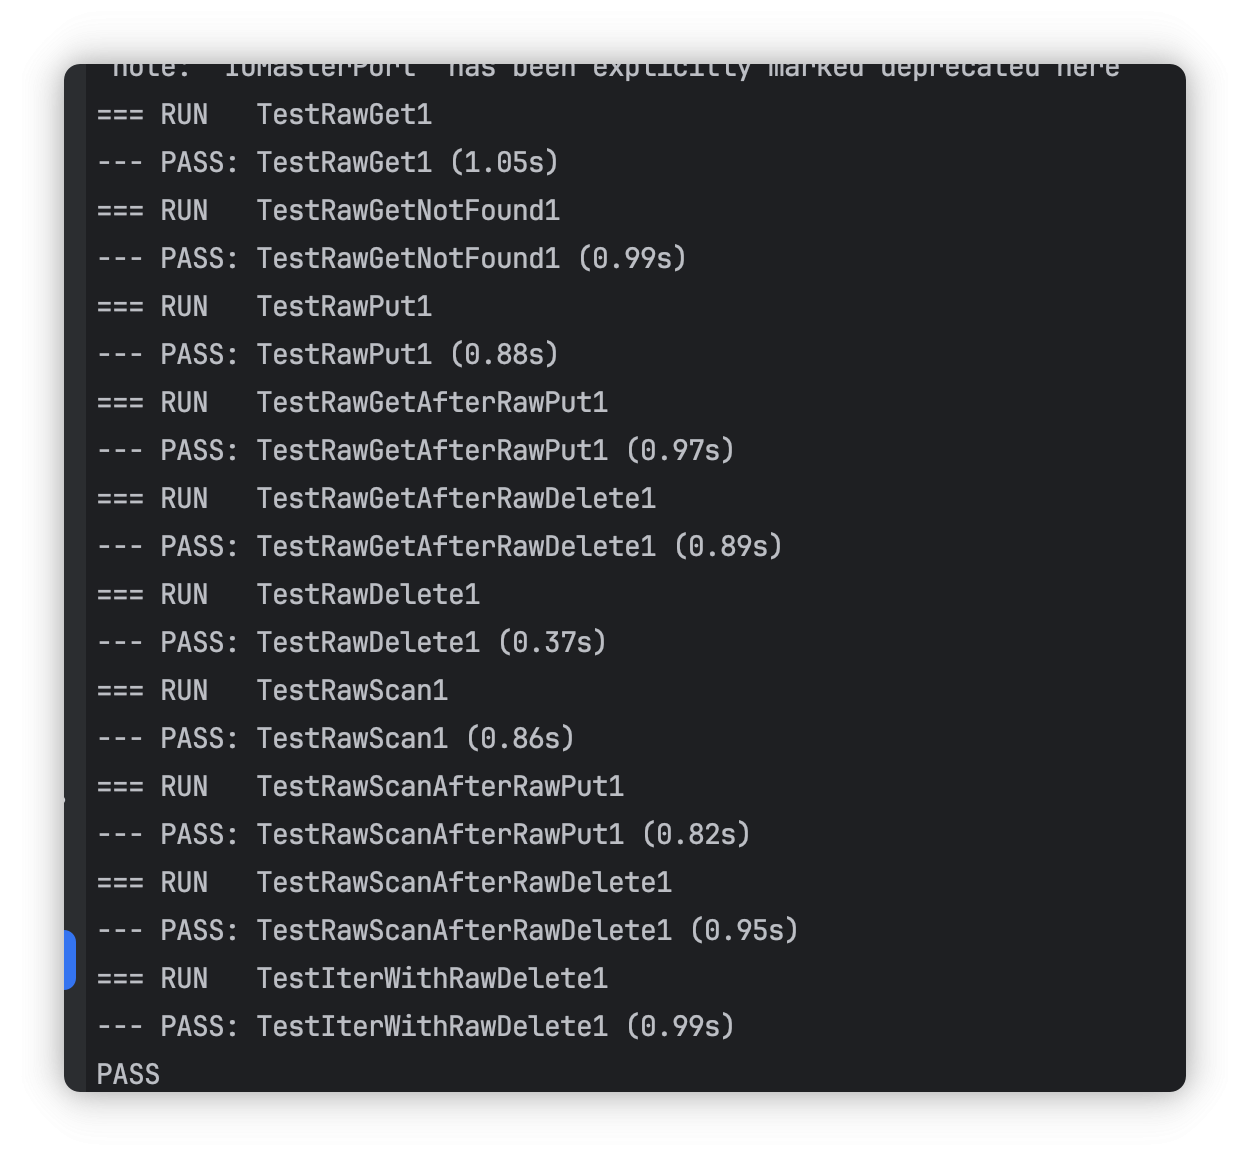 note: 'IOMasterPort' has been explicitly marked deprecated here
=== RUN   TestRawGet1
--- PASS: TestRawGet1 (1.05s)
=== RUN   TestRawGetNotFound1
--- PASS: TestRawGetNotFound1 (0.99s)
=== RUN   TestRawPut1
--- PASS: TestRawPut1 (0.88s)
=== RUN   TestRawGetAfterRawPut1
--- PASS: TestRawGetAfterRawPut1 (0.97s)
=== RUN   TestRawGetAfterRawDelete1
--- PASS: TestRawGetAfterRawDelete1 (0.89s)
=== RUN   TestRawDelete1
--- PASS: TestRawDelete1 (0.37s)
=== RUN   TestRawScan1
--- PASS: TestRawScan1 (0.86s)
=== RUN   TestRawScanAfterRawPut1
--- PASS: TestRawScanAfterRawPut1 (0.82s)
=== RUN   TestRawScanAfterRawDelete1
--- PASS: TestRawScanAfterRawDelete1 (0.95s)
=== RUN   TestIterWithRawDelete1
--- PASS: TestIterWithRawDelete1 (0.99s)
PASS